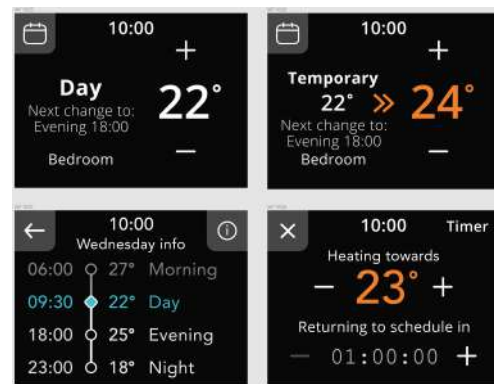 10:00
+
Day
22°
Next change to:
Evening 18:00
Bedroom
—
10:00
+
Temporary
22° » 24°
Next change to:
Evening 18:00
Bedroom
—
10:00
Wednesday info
06:00 27° Morning
09:30 22° Day
18:00 25° Evening
23:00 18° Night
10:00 Timer
Heating towards
— 23° +
Returning to schedule in
— 01:00:00 +